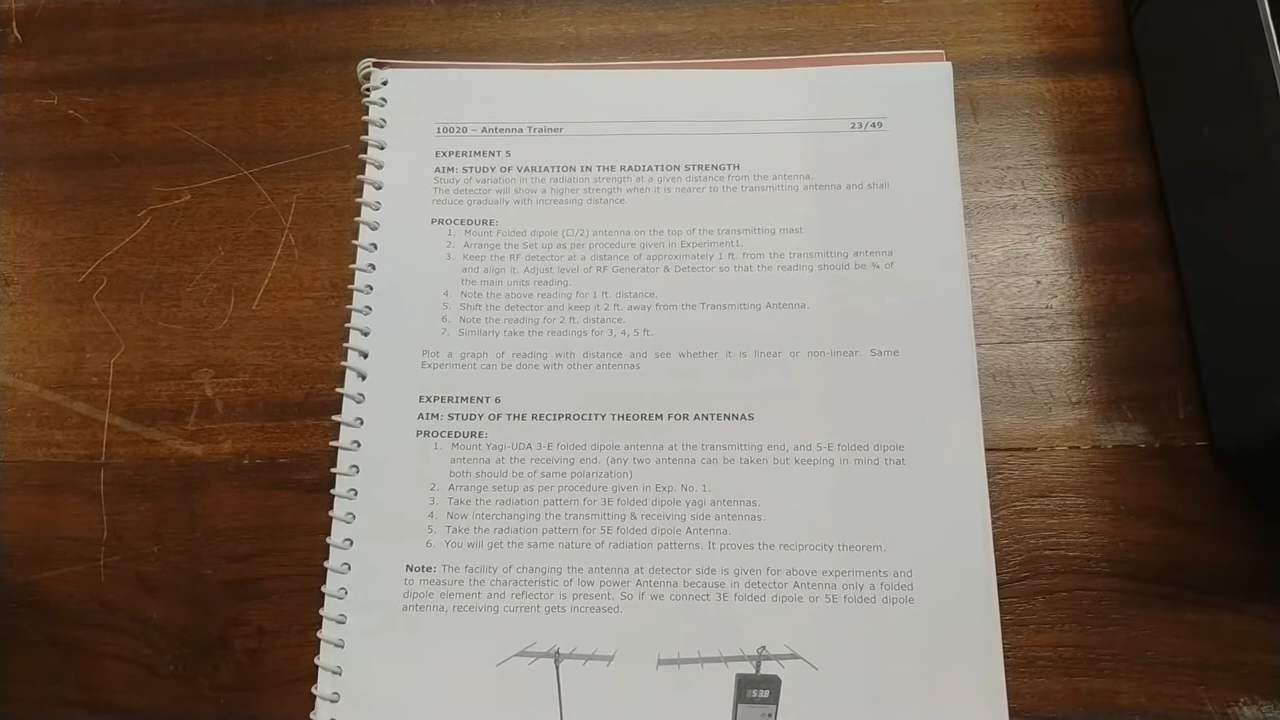 10020 – Antenna Trainer 23/49
EXPERIMENT 5
AIM: STUDY OF VARIATION IN THE RADIATION STRENGTH
Study of variation in the radiation strength at a given distance from the antenna.
The detector will show a higher strength when it is nearer to the transmitting antenna and shall
reduce gradually with increasing distance.
PROCEDURE:
1. Mount Folded dipole (□/2) antenna on the top of the transmitting mast
2. Arrange the Set up as per procedure given in Experiment1.
3. Keep the RF detector at a distance of approximately 1 ft. from the transmitting antenna
and align it. Adjust level of RF Generator & Detector so that the reading should be ¾ of
the main units reading.
4. Note the above reading for 1 ft. distance.
5. Shift the detector and keep it 2 ft. away from the Transmitting Antenna.
6. Note the reading for 2 ft. distance.
7. Similarly take the readings for 3, 4, 5 ft.
Plot a graph of reading with distance and see whether it is linear or non-linear. Same
Experiment can be done with other antennas
EXPERIMENT 6
AIM: STUDY OF THE RECIPROCITY THEOREM FOR ANTENNAS
PROCEDURE:
1. Mount Yagi-UDA 3-E folded dipole antenna at the transmitting end, and 5-E folded dipole
antenna at the receiving end. (any two antenna can be taken but keeping in mind that
both should be of same polarization)
2. Arrange setup as per procedure given in Exp. No. 1.
3. Take the radiation pattern for 3E folded dipole yagi antennas.
4. Now interchanging the transmitting & receiving side antennas.
5. Take the radiation pattern for 5E folded dipole Antenna.
6. You will get the same nature of radiation patterns. It proves the reciprocity theorem.
Note: The facility of changing the antenna at detector side is given for above experiments and
to measure the characteristic of low power Antenna because in detector Antenna only a folded
dipole element and reflector is present. So if we connect 3E folded dipole or 5E folded dipole
antenna, receiving current gets increased.